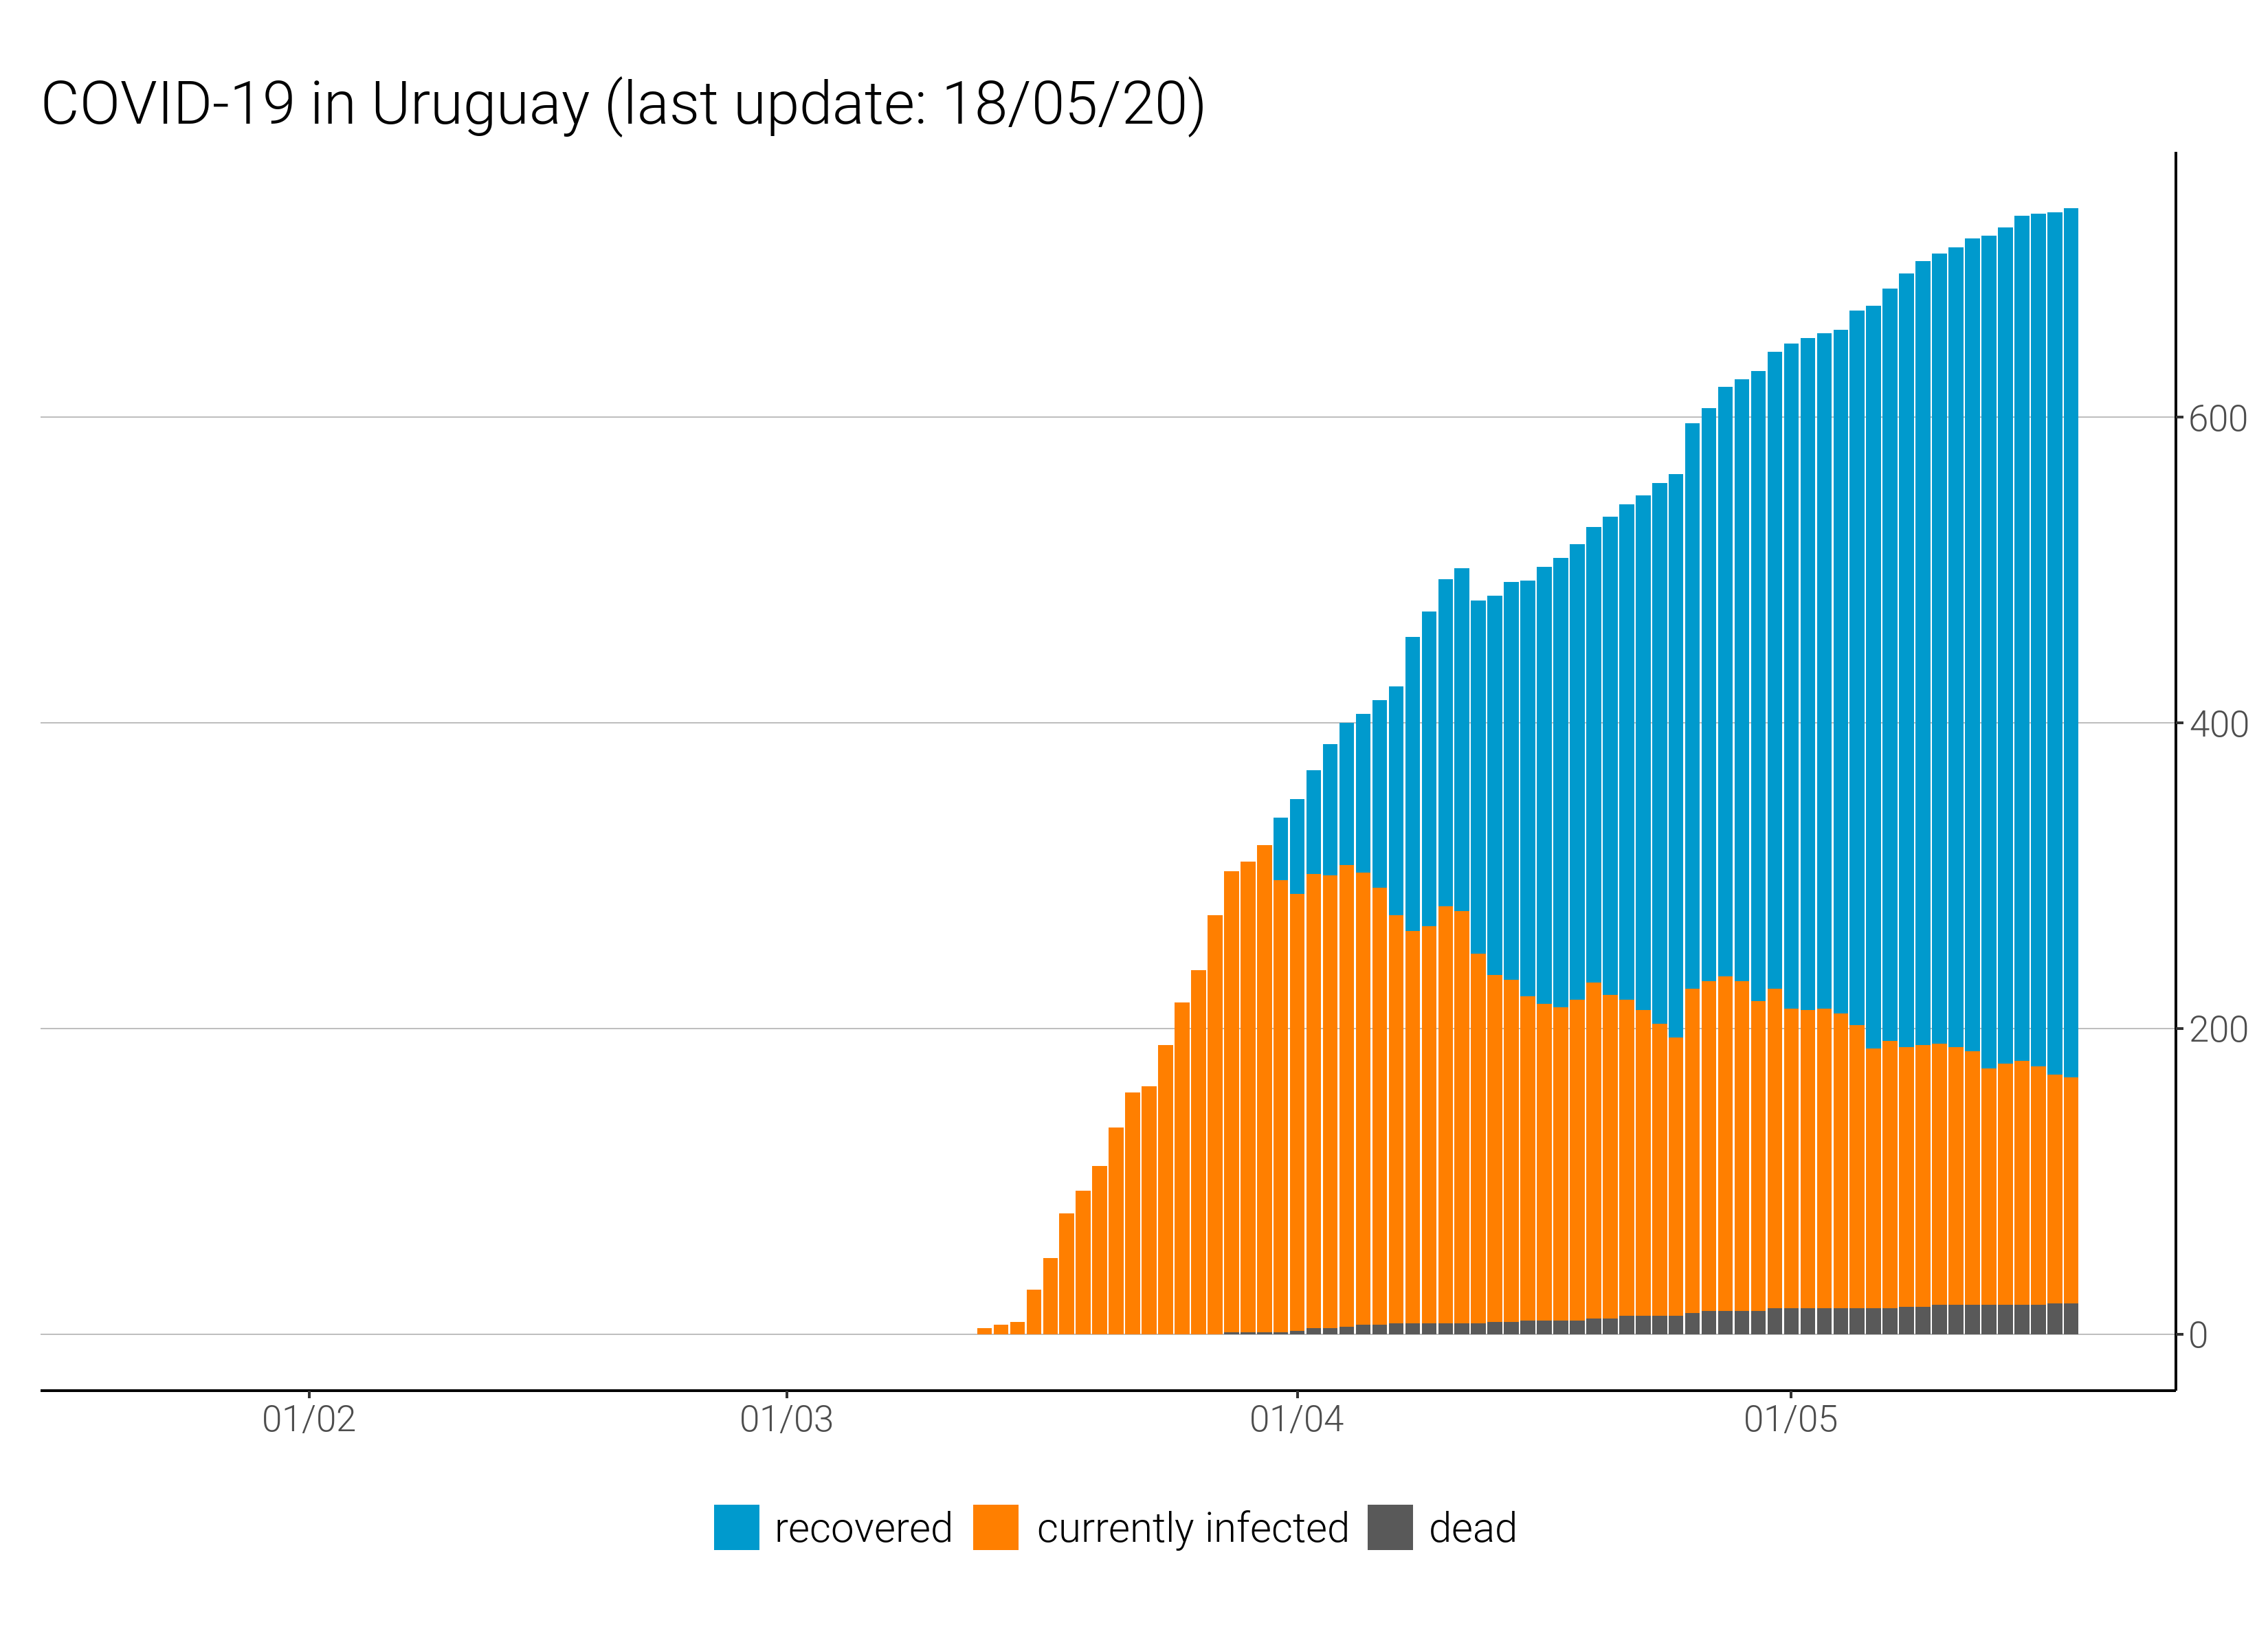 COVID-19 in Uruguay (last update: 18/05/20)
600
400
200
0
01/02 01/03 01/04 01/05
recovered currently infected dead